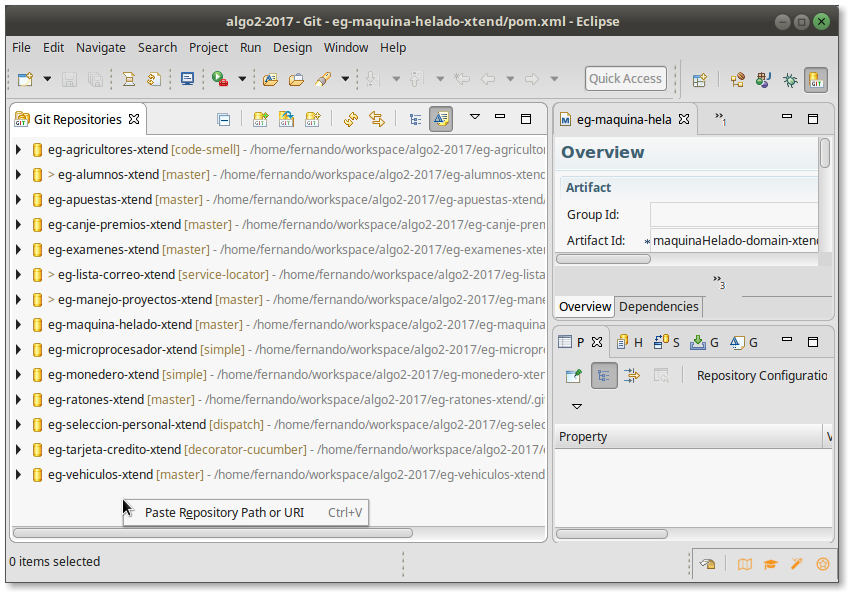 algo2-2017 - Git - eg-maquina-helado-xtend/pom.xml - Eclipse
File Edit Navigate Search Project Run Design Window Help
Quick Access
GIT
Git Repositories
eg-agricultores-xtend [code-smell] - /home/fernando/workspace/algo2-2017/eg-agricultor
> eg-alumnos-xtend [master] - /home/fernando/workspace/algo2-2017/eg-alumnos-xtend
eg-apuestas-xtend [master] - /home/fernando/workspace/algo2-2017/eg-apuestas-xtend/
eg-canje-premios-xtend [master] - /home/fernando/workspace/algo2-2017/eg-canje-prem
eg-examenes-xtend [master] - /home/fernando/workspace/algo2-2017/eg-examenes-xter
> eg-lista-correo-xtend [service-locator] - /home/fernando/workspace/algo2-2017/eg-lista
> eg-manejo-proyectos-xtend [master] - /home/fernando/workspace/algo2-2017/eg-mane
eg-maquina-helado-xtend [master] - /home/fernando/workspace/algo2-2017/eg-maquina
eg-microprocesador-xtend [simple] - /home/fernando/workspace/algo2-2017/eg-micropro
eg-monedero-xtend [simple] - /home/fernando/workspace/algo2-2017/eg-monedero-xten
eg-ratones-xtend [master] - /home/fernando/workspace/algo2-2017/eg-ratones-xtend/.gi
eg-seleccion-personal-xtend [dispatch] - /home/fernando/workspace/algo2-2017/eg-selec
eg-tarjeta-credito-xtend [decorator-cucumber] - /home/fernando/workspace/algo2-2017/
eg-vehiculos-xtend [master] - /home/fernando/workspace/algo2-2017/eg-vehiculos-xtend
Paste Repository Path or URI Ctrl+V
eg-maquina-hela
»1
Overview
Artifact
Group Id:
Artifact Id: * maquinaHelado-domain-xtend
»3
Overview Dependencies
P H S G G
Repository Configuratio
Property V
0 items selected